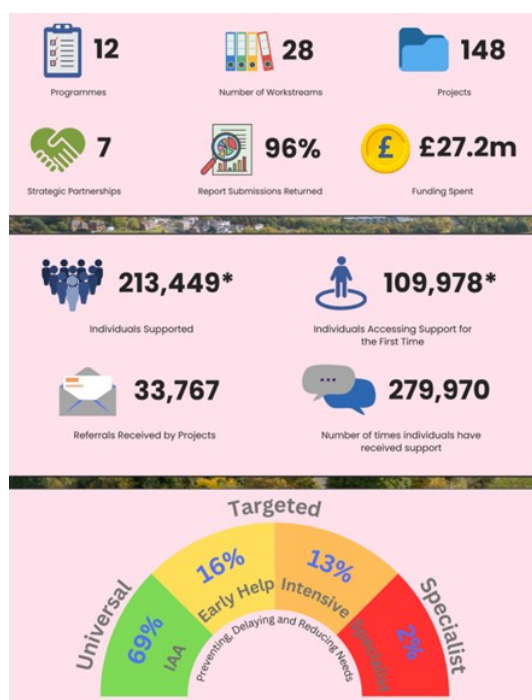 12
Programmes
28
Number of Workstreams
148
Projects
7
Strategic Partnerships
96%
Report Submissions Returned
£
£27.2m
Funding Spent
213,449*
Individuals Supported
109,978*
Individuals Accessing Support for
the First Time
33,767
Referrals Received by Projects
279,970
Number of times individuals have
received support
Targeted
Universal
Specialist
69%
IAA
16%
Early Help
13%
Intensive
2%
Specialist
Preventing, Delaying and Reducing Needs